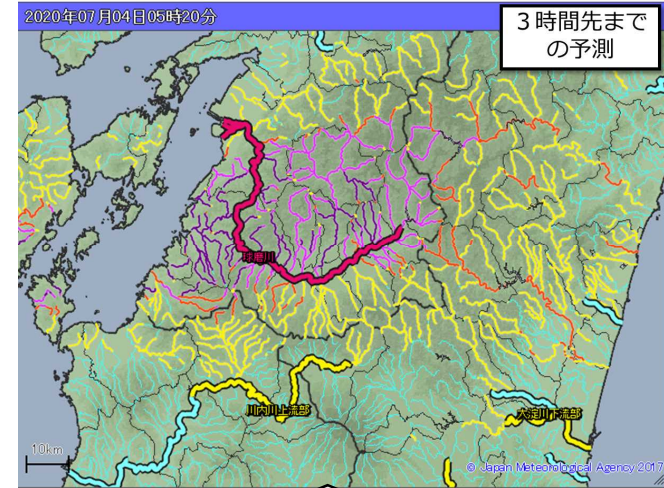 2020年07月04日05時20分
３時間先まで
の予測
球磨川
川内川上流部
大淀川下流部
10km
© Japan Meteorological Agency 2017